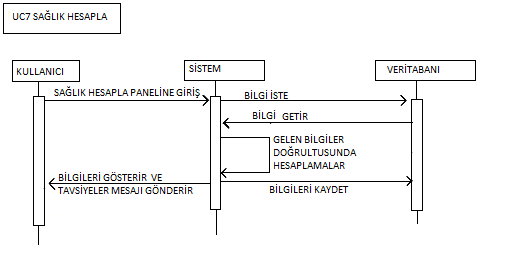 UC7 SAĞLIK HESAPLA
KULLANICI
SİSTEM
VERİTABANI
SAĞLIK HESAPLA PANELİNE GİRİŞ
BİLGİ İSTE
BİLGİ GETİR
GELEN BİLGİLER
DOĞRULTUSUNDA
HESAPLAMALAR
BİLGİLERİ GÖSTERİR VE
TAVSİYELER MESAJI GÖNDERİR
BİLGİLERİ KAYDET